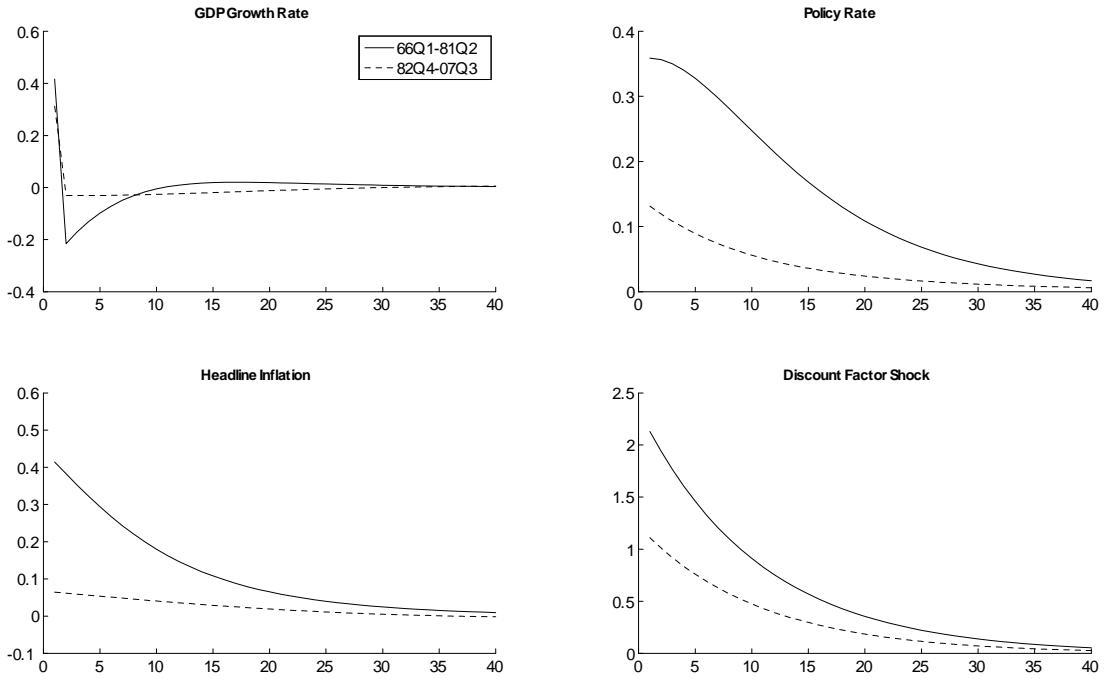 GDP Growth Rate
0.6
0.4
0.2
0
-0.2
-0.4
0 5 10 15 20 25 30 35 40
66Q1-81Q2
82Q4-07Q3
Policy Rate
0.4
0.3
0.2
0.1
0
0 5 10 15 20 25 30 35 40
Headline Inflation
0.6
0.5
0.4
0.3
0.2
0.1
0
-0.1
0 5 10 15 20 25 30 35 40
Discount Factor Shock
2.5
2
1.5
1
0.5
0
0 5 10 15 20 25 30 35 40